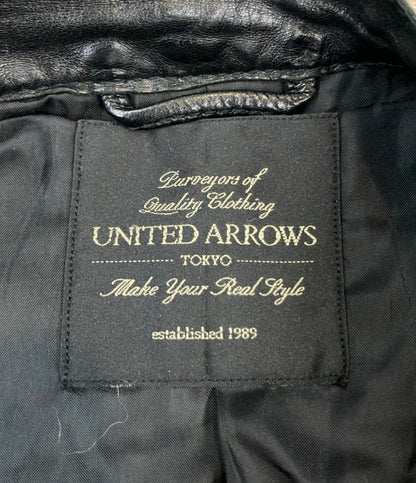 Purveyors of
Quality Clothing
UNITED ARROWS
TOKYO
Make Your Real Style
established 1989